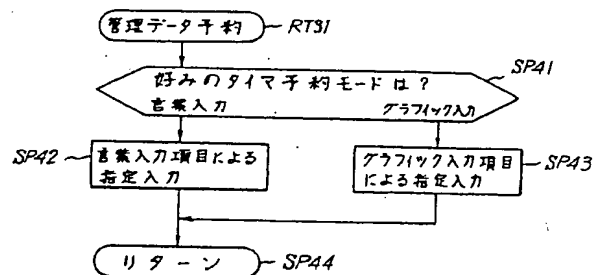 管理データ予約
RT31
好みのタイマ予約モードは?
SP41
言葉入力
グラフィック入力
SP42
言葉入力項目による
指定入力
グラフィック入力項目
による指定入力
SP43
リターン
SP44